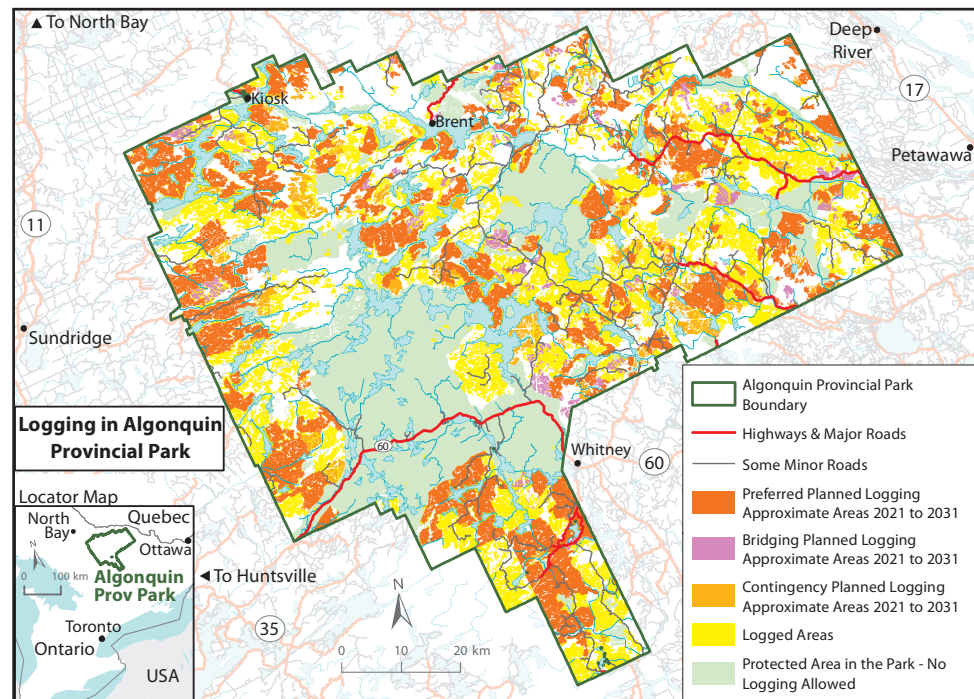 ▲ To North Bay
Deep
River
17
Kiosk
Brent
Petawawa
11
Sundridge
Logging in Algonquin
Provincial Park
60
Whitney
60
Locator Map
North
Bay
Quebec
Ottawa
N
0 100 km
Algonquin
Prov Park
Toronto
Ontario
USA
◄ To Huntsville
35
N
0 10 20 km
Algonquin Provincial Park
Boundary
Highways & Major Roads
Some Minor Roads
Preferred Planned Logging
Approximate Areas 2021 to 2031
Bridging Planned Logging
Approximate Areas 2021 to 2031
Contingency Planned Logging
Approximate Areas 2021 to 2031
Logged Areas
Protected Area in the Park - No
Logging Allowed